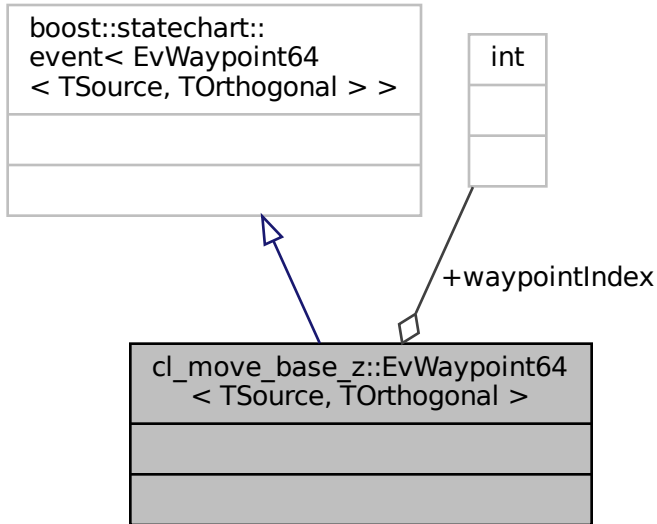 boost::statechart::
event< EvWaypoint64
< TSource, TOrthogonal > >
int
+waypointIndex
cl_move_base_z::EvWaypoint64
< TSource, TOrthogonal >